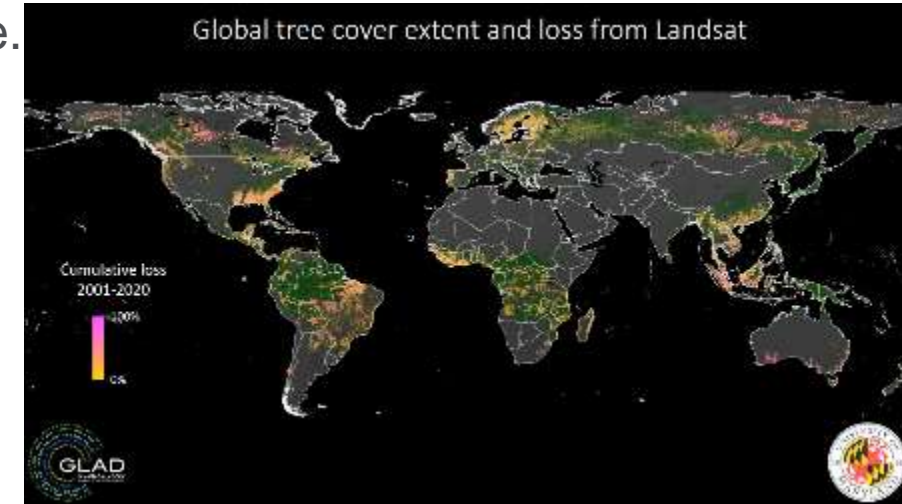 e.
Global tree cover extent and loss from Landsat
Cumulative loss
2001-2020
100%
0%
GLAD